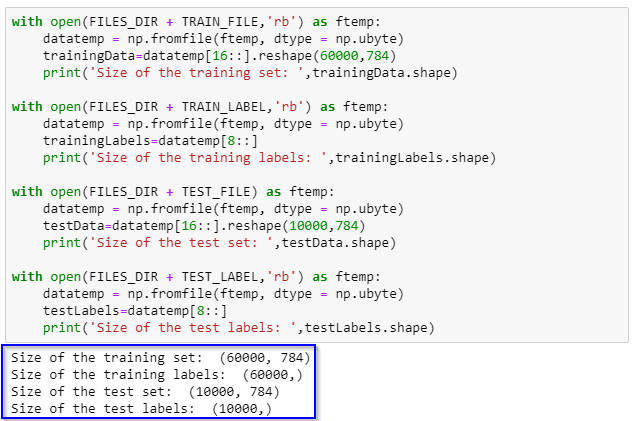 with open(FILES_DIR + TRAIN_FILE,'rb') as ftemp:
    datatemp = np.fromfile(ftemp, dtype = np.ubyte)
    trainingData=datatemp[16::].reshape(60000,784)
    print('Size of the training set: ',trainingData.shape)

with open(FILES_DIR + TRAIN_LABEL,'rb') as ftemp:
    datatemp = np.fromfile(ftemp, dtype = np.ubyte)
    trainingLabels=datatemp[8::]
    print('Size of the training labels: ',trainingLabels.shape)

with open(FILES_DIR + TEST_FILE) as ftemp:
    datatemp = np.fromfile(ftemp, dtype = np.ubyte)
    testData=datatemp[16::].reshape(10000,784)
    print('Size of the test set: ',testData.shape)

with open(FILES_DIR + TEST_LABEL,'rb') as ftemp:
    datatemp = np.fromfile(ftemp, dtype = np.ubyte)
    testLabels=datatemp[8::]
    print('Size of the test labels: ',testLabels.shape)

Size of the training set:  (60000, 784)
Size of the training labels:  (60000,)
Size of the test set:  (10000, 784)
Size of the test labels:  (10000,)